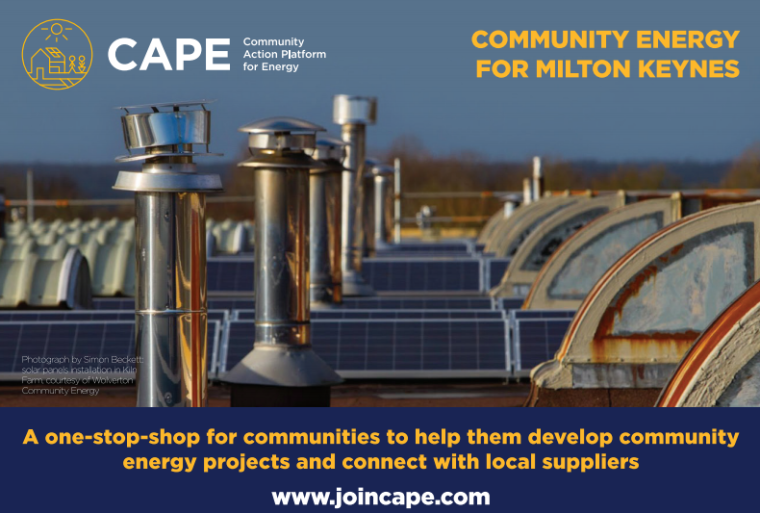 CAPE
Community
Action Platform
for Energy
COMMUNITY ENERGY
FOR MILTON KEYNES
Photograph by Simon Beckett:
solar panels installation in Kiln
Farm, courtesy of Wolverton
Community Energy
A one-stop-shop for communities to help them develop community
energy projects and connect with local suppliers
www.joincape.com